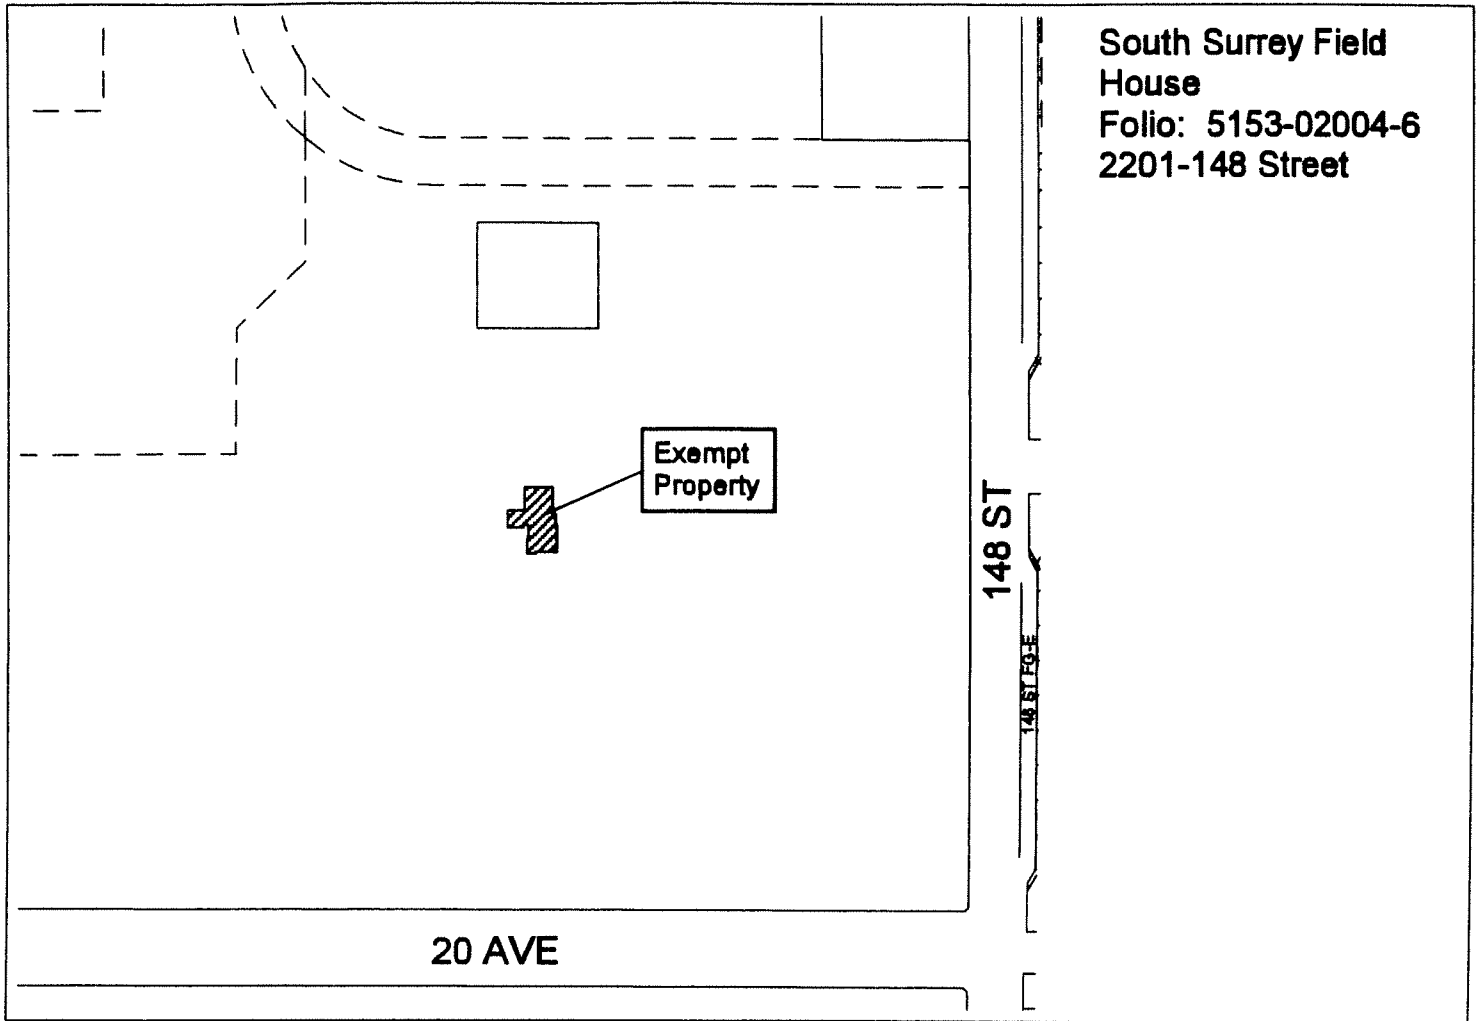 South Surrey Field
House
Folio: 5153-02004-6
2201-148 Street
Exempt
Property
148 ST
148 ST FG-E
20 AVE